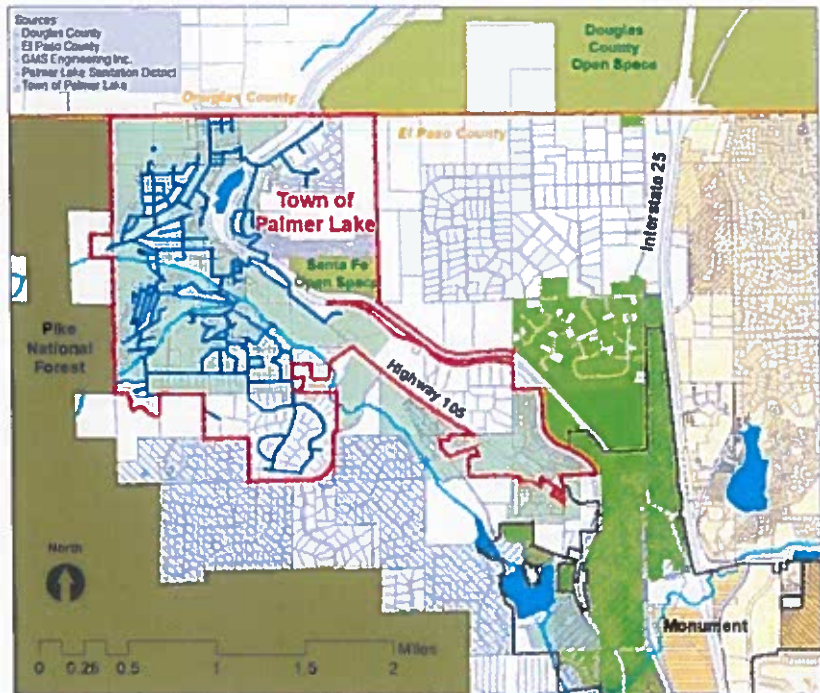 Sources
Douglas County
El Paso County
GMS Engineering Inc.
Palmer Lake Sanitation District
Town of Palmer Lake
Douglas
County
Open Space
Douglas County
El Paso County
Interstate 25
Town of
Palmer Lake
Santa Fe
Open Space
Pike
National
Forest
Highway 105
North
Monument
Miles
0 0.25 0.5 1 1.5 2